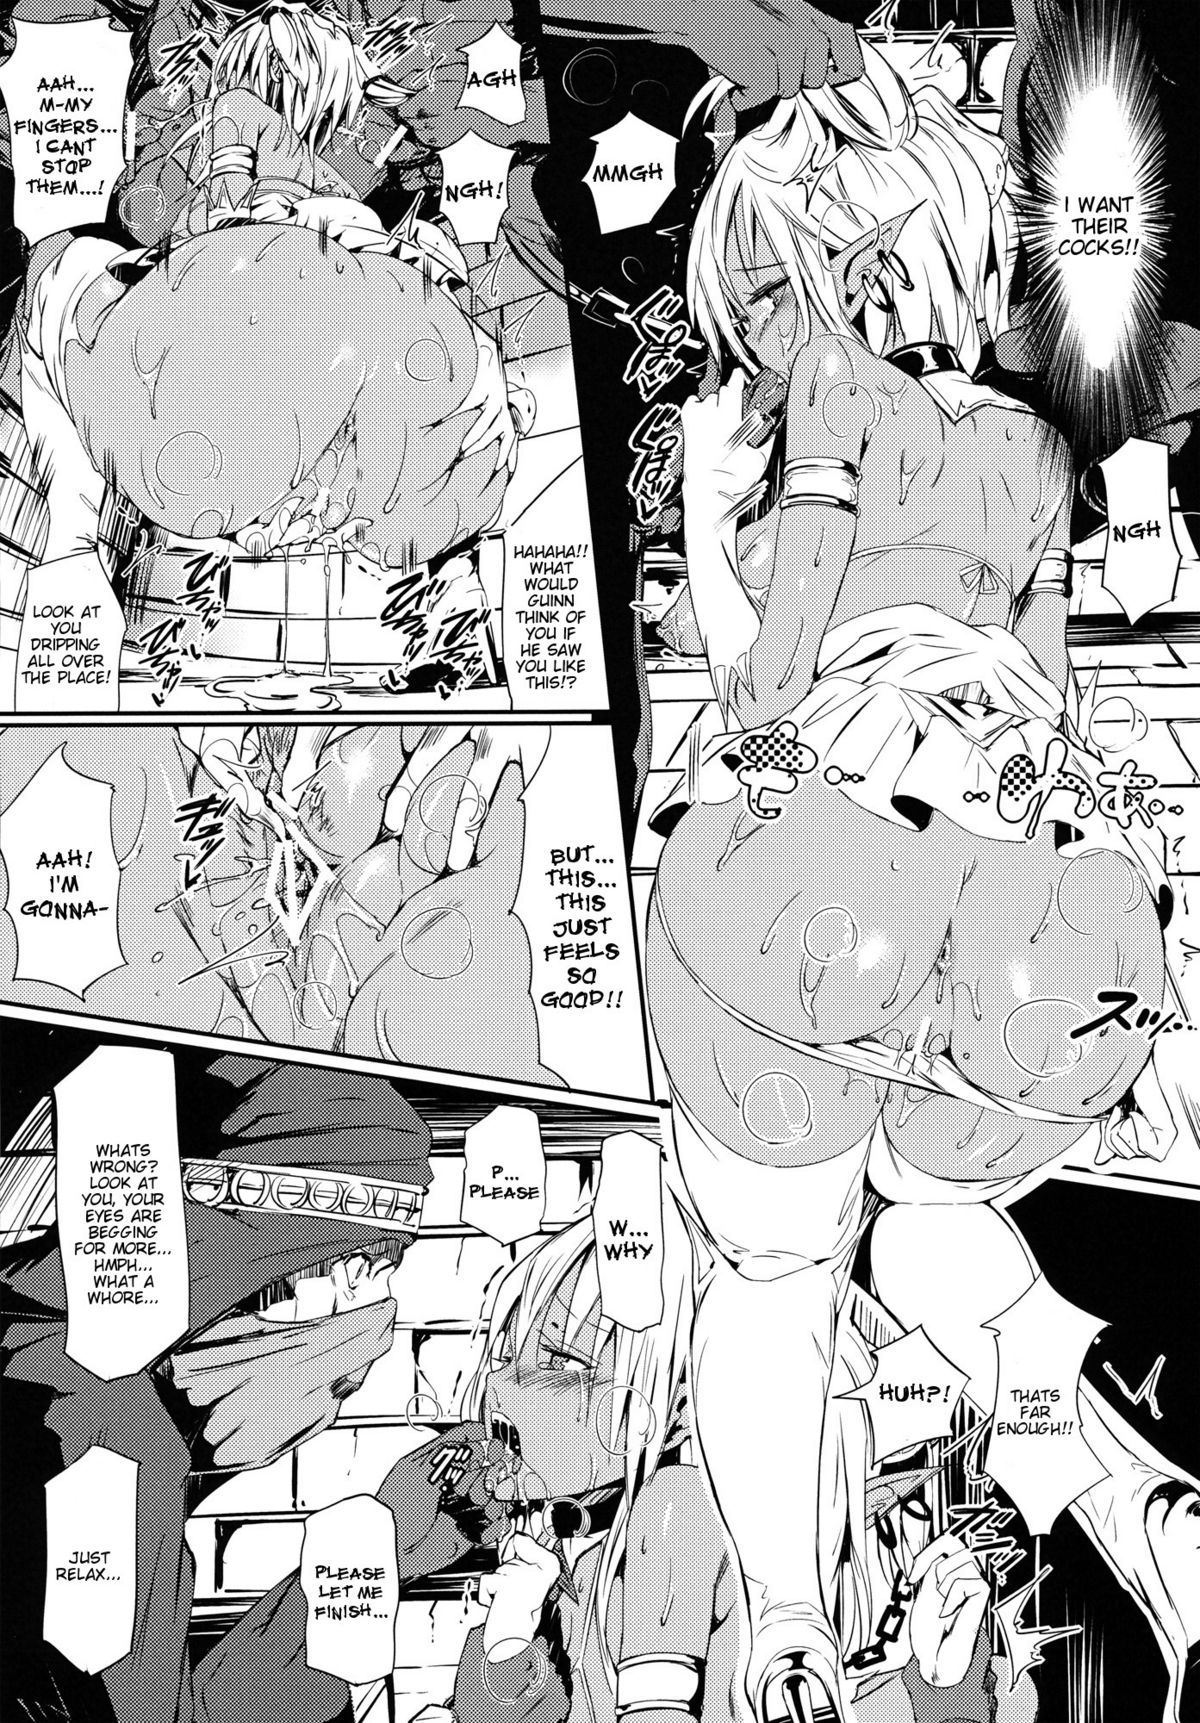 I WANT
THEIR
COCKS!!
MMGH
NGH
AGH
NGH!
AAH...
M-MY
FINGERS...
I CANT
STOP
THEM...!
HAHAHA!!
WHAT
WOULD
GUINN
THINK OF
YOU IF
HE SAW
YOU LIKE
THIS!?
LOOK AT
YOU
DRIPPING
ALL OVER
THE PLACE!
BUT...
THIS...
THIS
JUST
FEELS
SO
GOOD!!
AAH!
I'M
GONNA-
スッ...
THATS
FAR
ENOUGH!!
HUH?!
W...
WHY
P...
PLEASE
WHATS
WRONG?
LOOK AT
YOU, YOUR
EYES ARE
BEGGING
FOR MORE...
HMPH...
WHAT A
WHORE...
PLEASE
LET ME
FINISH...
JUST
RELAX...